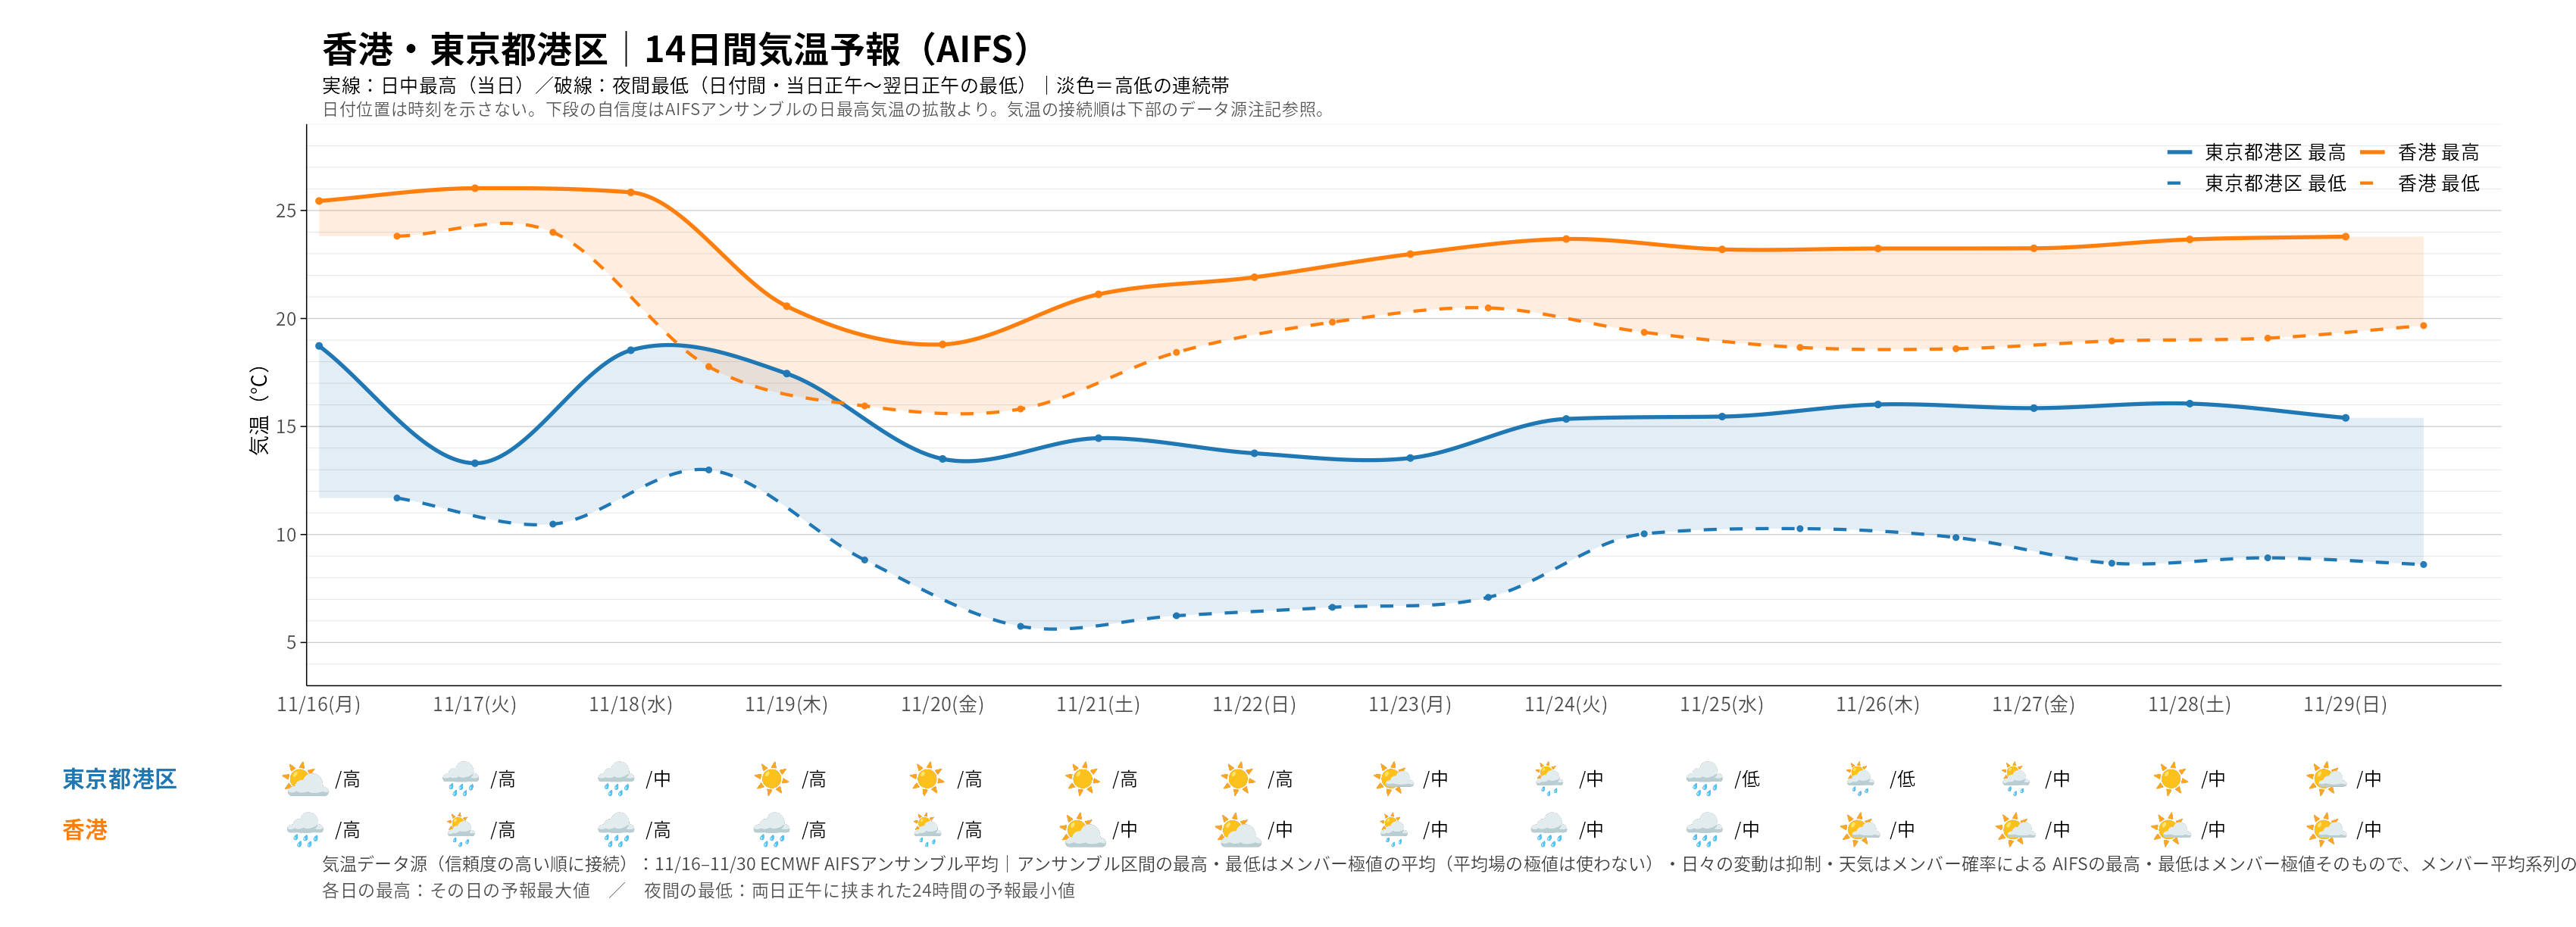 香港・東京都港区｜14日間気温予報（AIFS）
実線：日中最高（当日）／破線：夜間最低（日付間・当日正午～翌日正午の最低）｜淡色＝高低の連続帯
日付位置は時刻を示さない。下段の自信度はAIFSアンサンブルの日最高気温の拡散より。気温の接続順は下部のデータ源注記参照。
東京都港区 最高 香港 最高
東京都港区 最低 香港 最低
気温（°C）
25
20
15
10
5
11/16(月) 11/17(火) 11/18(水) 11/19(木) 11/20(金) 11/21(土) 11/22(日) 11/23(月) 11/24(火) 11/25(水) 11/26(木) 11/27(金) 11/28(土) 11/29(日)
東京都港区 /高 /高 /中 /高 /高 /高 /高 /中 /中 /低 /低 /中 /中 /中
香港 /高 /高 /高 /高 /高 /中 /中 /中 /中 /中 /中 /中 /中 /中
気温データ源（信頼度の高い順に接続）：11/16–11/30 ECMWF AIFSアンサンブル平均｜アンサンブル区間の最高・最低はメンバー極値の平均（平均場の極値は使わない）・日々の変動は抑制・天気はメンバー確率による AIFSの最高・最低はメンバー極値そのもので、メンバー平均系列の
各日の最高：その日の予報最大値　／　夜間の最低：両日正午に挟まれた24時間の予報最小値